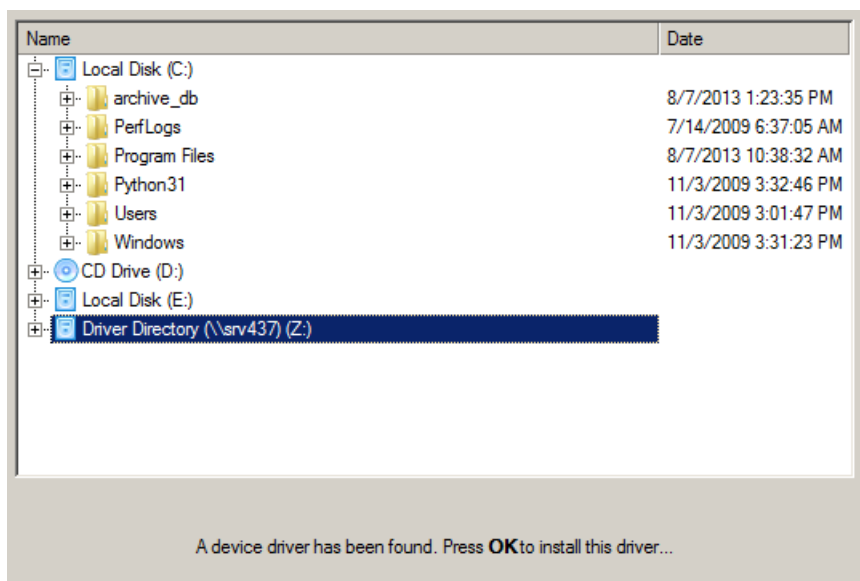 Name Date
Local Disk (C:)
archive_db 8/7/2013 1:23:35 PM
PerfLogs 7/14/2009 6:37:05 AM
Program Files 8/7/2013 10:38:32 AM
Python31 11/3/2009 3:32:46 PM
Users 11/3/2009 3:01:47 PM
Windows 11/3/2009 3:31:23 PM
CD Drive (D:)
Local Disk (E:)
Driver Directory (\\srv437) (Z:)
A device driver has been found. Press OK to install this driver...